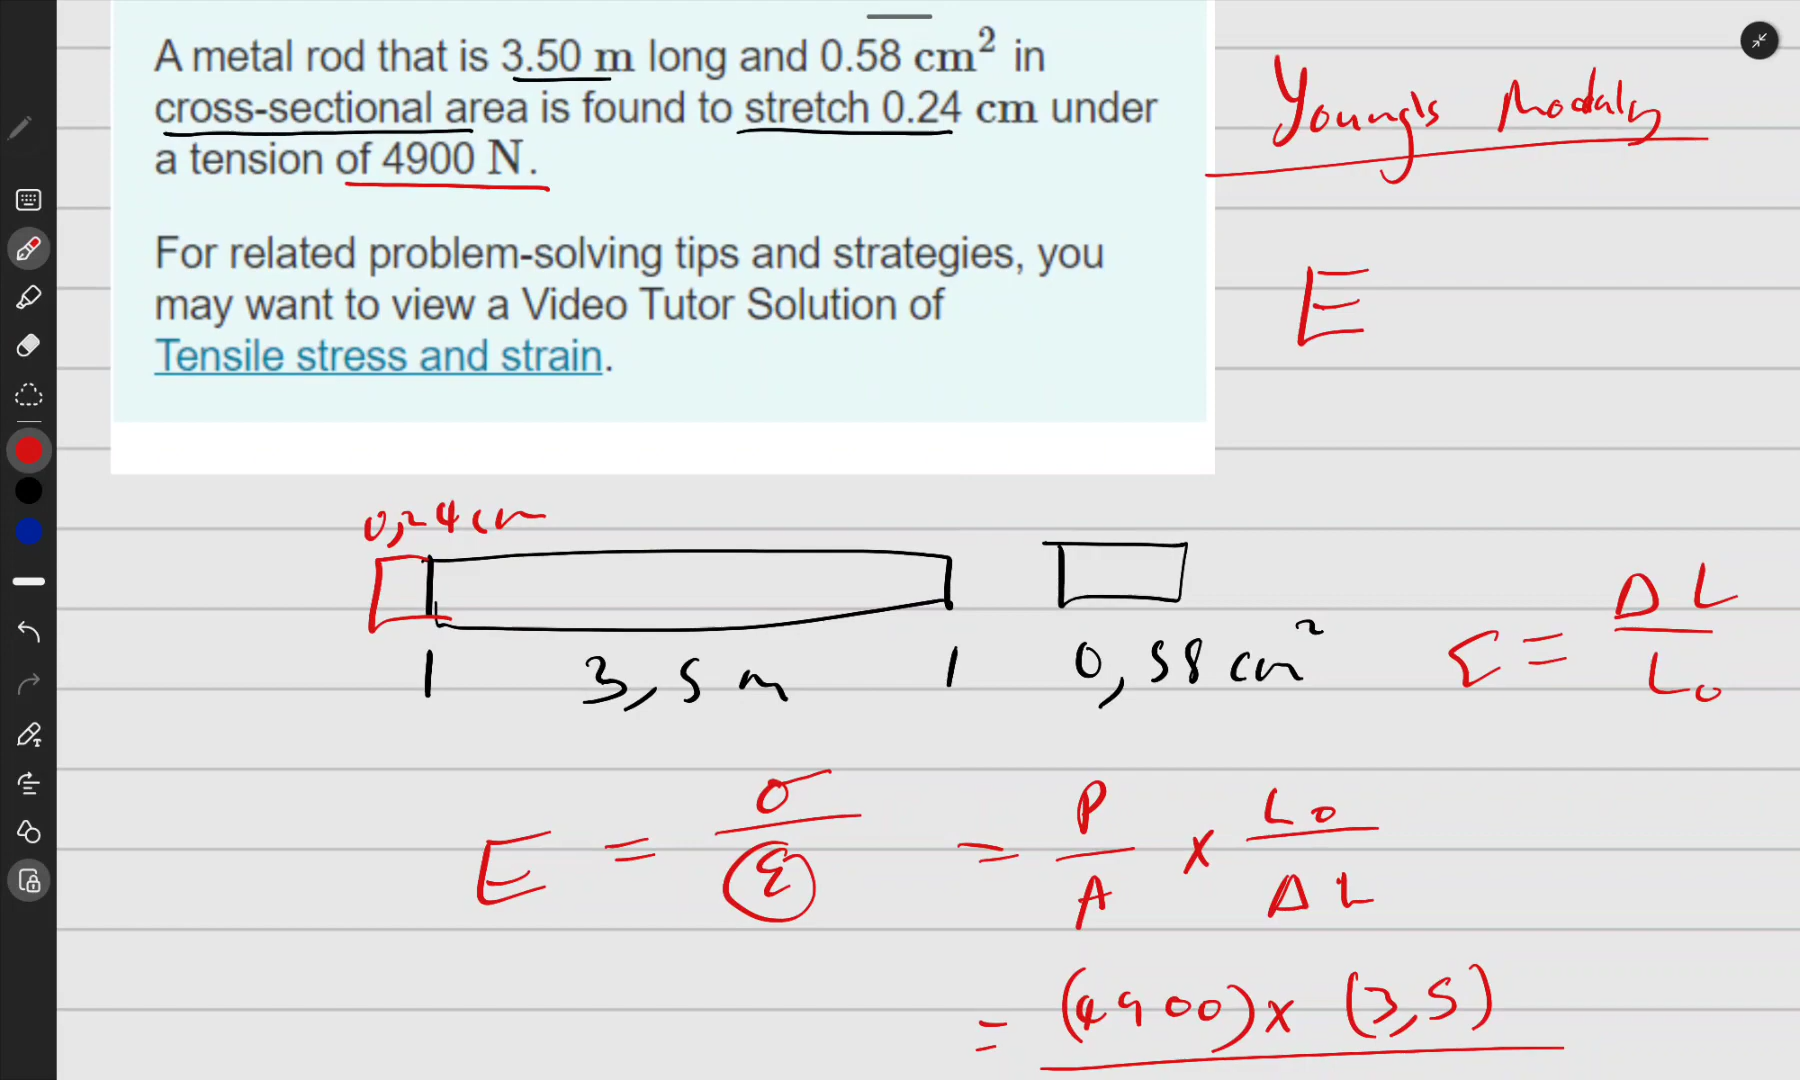 A metal rod that is 3.50 m long and 0.58 cm² in
cross-sectional area is found to stretch 0.24 cm under
a tension of 4900 N.
For related problem-solving tips and strategies, you
may want to view a Video Tutor Solution of
Tensile stress and strain.
Young's
E
0,24cm
3,5 m
0,58 cm²
ε = ΔL / L₀
E = σ / ε = P / A × L₀ / ΔL
= (4900) × (3,5)